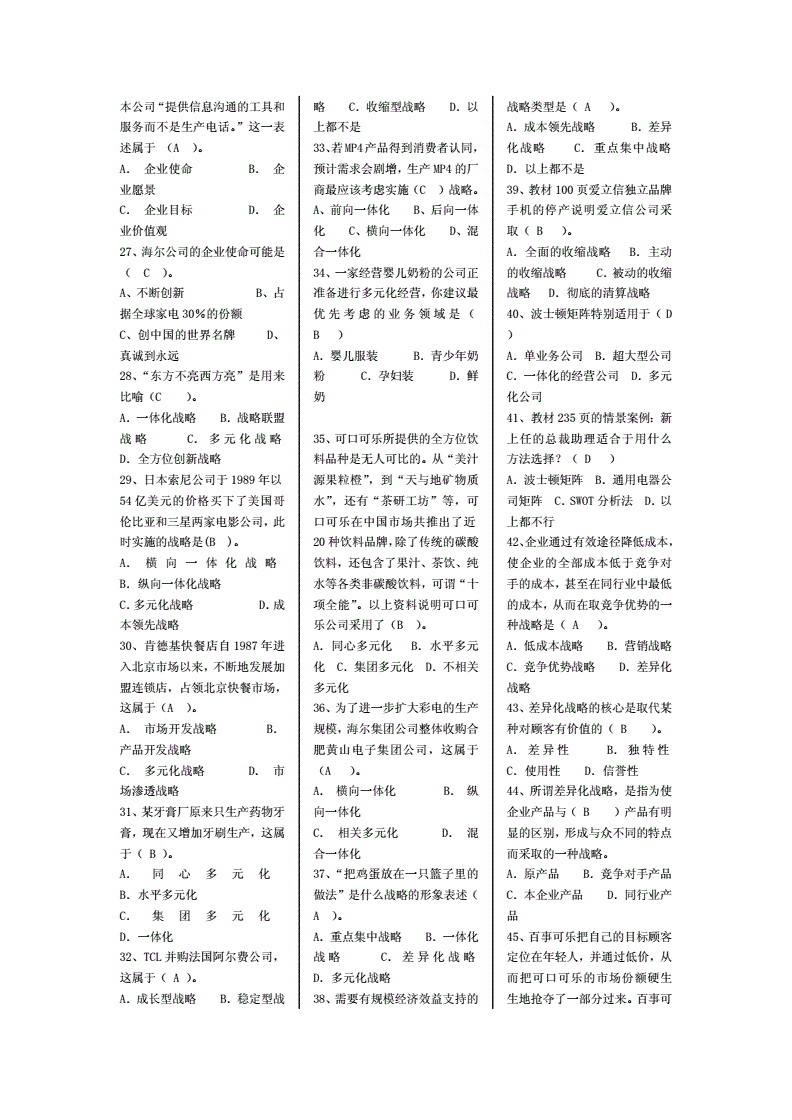 本公司“提供信息沟通的工具和
服务而不是生产电话。”这一表
述属于 （A  ）。
A． 企业使命 B． 企
业愿景
C． 企业目标 D． 企
业价值观
27、海尔公司的企业使命可能是
（ C ）。
A、不断创新 B、占
据全球家电 30％的份额
C、创中国的世界名牌 D、
真诚到永远
28、“东方不亮西方亮”是用来
比喻（C ）。
A．一体化战略 B．战略联盟
战略 C．多元化战略
D．全方位创新战略
29、日本索尼公司于 1989 年以
54 亿美元的价格买下了美国哥
伦比亚和三星两家电影公司，此
时实施的战略是(B )。
A．横向一体化战略
B．纵向一体化战略
C．多元化战略 D．成
本领先战略
30、肯德基快餐店自 1987 年进
入北京市场以来，不断地发展加
盟连锁店，占领北京快餐市场，
这属于（A ）。
A． 市场开发战略 B．
产品开发战略
C． 多元化战略 D． 市
场渗透战略
31、某牙膏厂原来只生产药物牙
膏，现在又增加牙刷生产，这属
于（ B ）。
A． 同心多元化
B．水平多元化
C． 集团多元化
D．一体化
32、TCL 并购法国阿尔费公司，
这属于（ A ）。
A．成长型战略 B．稳定型战
略 C．收缩型战略 D．以
上都不是
33、若MP4产品得到消费者认同，
预计需求会剧增，生产 MP4 的厂
商最应该考虑实施（C ）战略。
A、前向一体化 B、后向一体
化 C、横向一体化 D、混
合一体化
34、一家经营婴儿奶粉的公司正
准备进行多元化经营，你建议最
优先考虑的业务领域是（
B ）
A．婴儿服装 B．青少年奶
粉 C．孕妇装 D．鲜
奶
35、可口可乐所提供的全方位饮
料品种是无人可比的。从“美汁
源果粒橙”，到“天与地矿物质
水”，还有“茶研工坊”等，可
口可乐在中国市场共推出了近
20 种饮料品牌，除了传统的碳酸
饮料，还包含了果汁、茶饮、纯
水等各类非碳酸饮料，可谓“十
项全能”。以上资料说明可口可
乐公司采用了（B ）。
A．同心多元化 B．水平多元
化 C．集团多元化 D．不相关
多元化
36、为了进一步扩大彩电的生产
规模，海尔集团公司整体收购合
肥黄山电子集团公司，这属于
（A ）。
A． 横向一体化 B． 纵
向一体化
C． 相关多元化 D． 混
合一体化
37、“把鸡蛋放在一只篮子里的
做法”是什么战略的形象表述（
A ）。
A．重点集中战略 B．一体化
战略 C．差异化战略
D．多元化战略
38、需要有规模经济效益支持的
战略类型是（ A ）。
A．成本领先战略 B．差异
化战略 C．重点集中战略
D．以上都不是
39、教材 100 页爱立信独立品牌
手机的停产说明爱立信公司采
取（ B ）。
A．全面的收缩战略 B．主动
的收缩战略 C．被动的收缩
战略 D．彻底的清算战略
40、波士顿矩阵特别适用于（ D
）
A．单业务公司 B．超大型公司
C．一体化的经营公司 D．多元
化公司
41、教材 235 页的情景案例：新
上任的总裁助理适合于用什么
方法选择？（ D ）
A．波士顿矩阵 B．通用电器公
司矩阵 C．SWOT 分析法 D．以
上都不行
42、企业通过有效途径降低成本，
使企业的全部成本低于竞争对
手的成本，甚至在同行业中最低
的成本，从而在取竞争优势的一
种战略是（ A ）。
A．低成本战略 B．营销战略
C．竞争优势战略 D．差异化
战略
43、差异化战略的核心是取代某
种对顾客有价值的（ B ）。
A．差异性 B．独特性
C．使用性 D．信誉性
44、所谓差异化战略，是指为使
企业产品与（ B ）产品有明
显的区别，形成与众不同的特点
而采取的一种战略。
A．原产品 B．竞争对手产品
C．本企业产品 D．同行业产
品
45、百事可乐把自己的目标顾客
定位在年轻人，并通过低价，从
而把可口可乐的市场份额硬生
生地抢夺了一部分过来。百事可